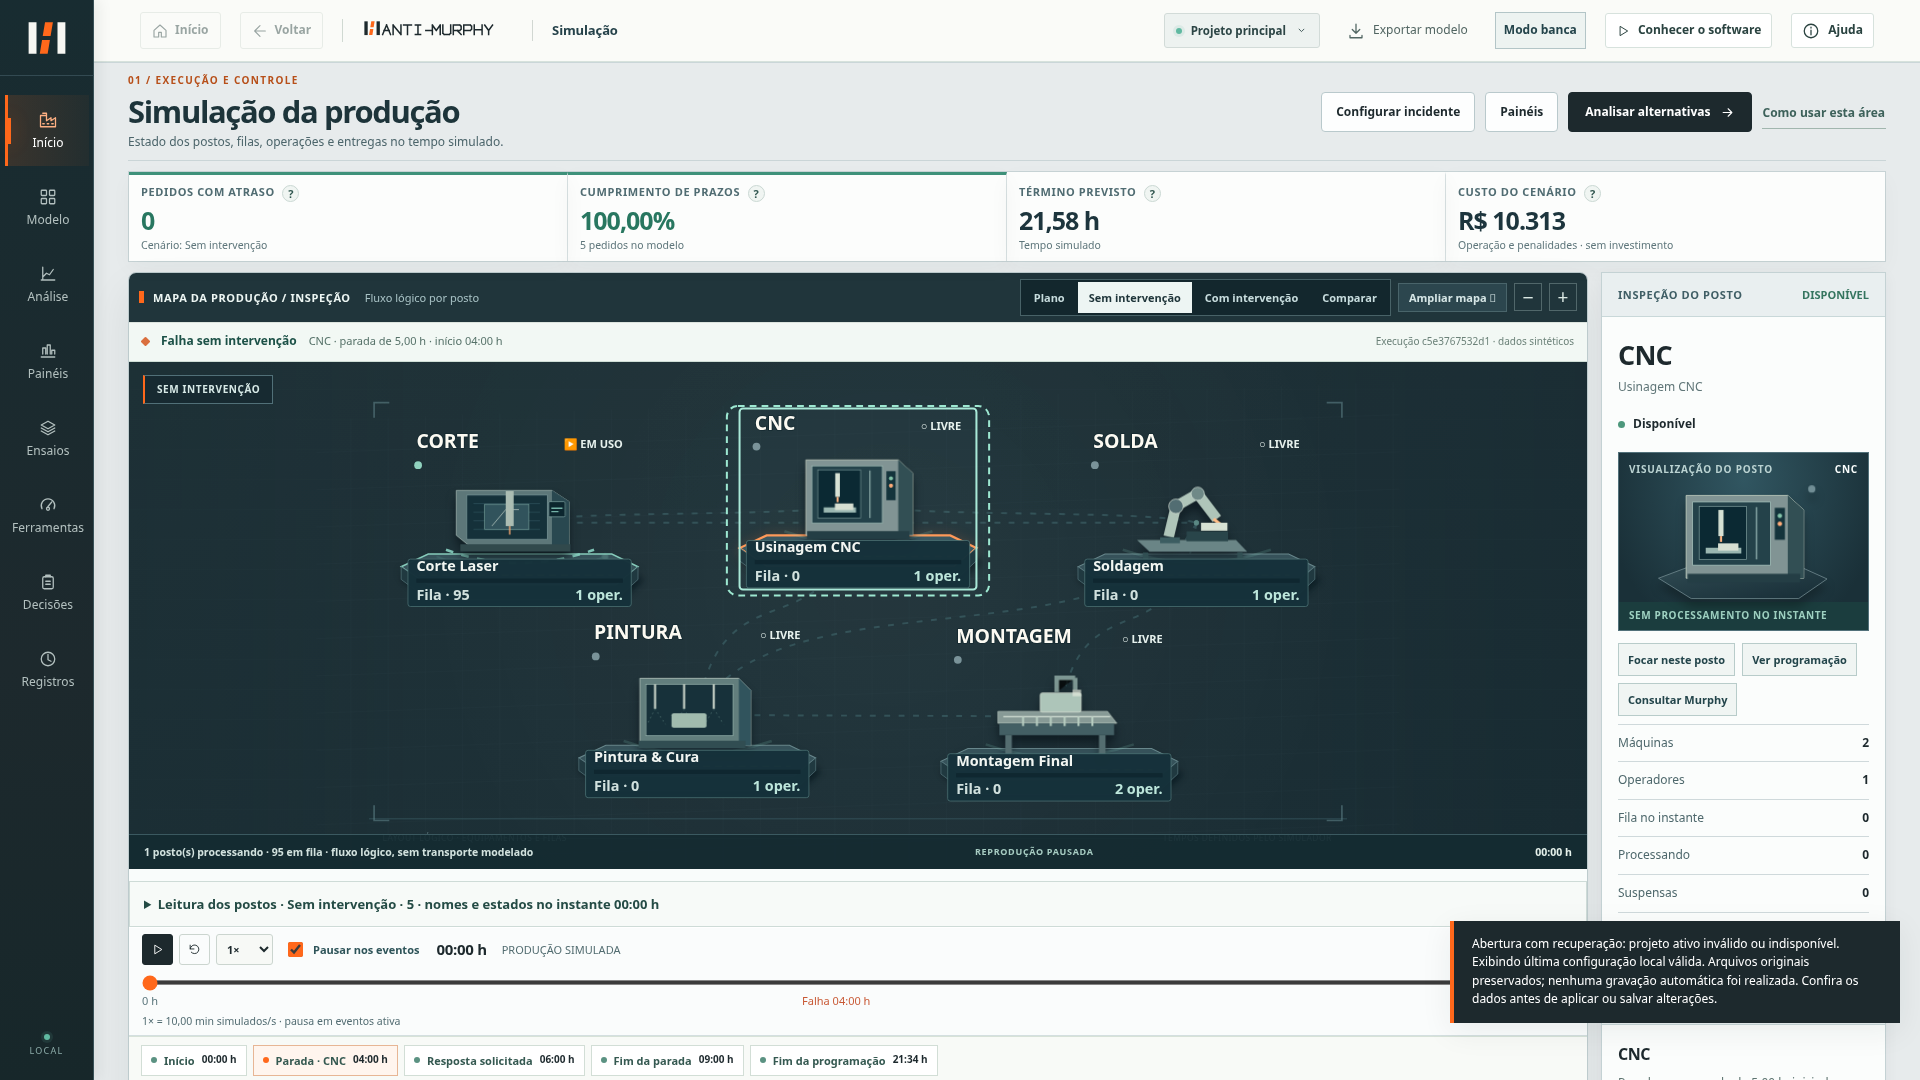 Início
Voltar
ANTI-MURPHY
Simulação
Projeto principal
Exportar modelo
Modo banca
Conhecer o software
Ajuda
Início
Modelo
Análise
Painéis
Ensaios
Ferramentas
Decisões
Registros
LOCAL
01 / EXECUÇÃO E CONTROLE
Simulação da produção
Estado dos postos, filas, operações e entregas no tempo simulado.
Configurar incidente
Painéis
Analisar alternativas →
Como usar esta área
PEDIDOS COM ATRASO ?
0
Cenário: Sem intervenção
CUMPRIMENTO DE PRAZOS ?
100,00%
5 pedidos no modelo
TÉRMINO PREVISTO ?
21,58 h
Tempo simulado
CUSTO DO CENÁRIO ?
R$ 10.313
Operação e penalidades · sem investimento
MAPA DA PRODUÇÃO / INSPEÇÃO Fluxo lógico por posto
Plano
Sem intervenção
Com intervenção
Comparar
Ampliar mapa
−
+
Falha sem intervenção CNC · parada de 5,00 h · início 04:00 h
Execução c5e3767532d1 · dados sintéticos
SEM INTERVENÇÃO
CORTE
EM USO
Corte Laser
Fila · 95 1 oper.
CNC
○ LIVRE
Usinagem CNC
Fila · 0 1 oper.
SOLDA
○ LIVRE
Soldagem
Fila · 0 1 oper.
PINTURA
○ LIVRE
Pintura & Cura
Fila · 0 1 oper.
MONTAGEM
○ LIVRE
Montagem Final
Fila · 0 2 oper.
1 posto(s) processando · 95 em fila · fluxo lógico, sem transporte modelado
REPRODUÇÃO PAUSADA
00:00 h
Leitura dos postos · Sem intervenção · 5 · nomes e estados no instante 00:00 h
1×
Pausar nos eventos
00:00 h
PRODUÇÃO SIMULADA
0 h
Falha 04:00 h
1× = 10,00 min simulados/s · pausa em eventos ativa
Início 00:00 h
Parada · CNC 04:00 h
Resposta solicitada 06:00 h
Fim da parada 09:00 h
Fim da programação 21:34 h
INSPEÇÃO DO POSTO
DISPONÍVEL
CNC
Usinagem CNC
Disponível
VISUALIZAÇÃO DO POSTO CNC
SEM PROCESSAMENTO NO INSTANTE
Focar neste posto
Ver programação
Consultar Murphy
Máquinas 2
Operadores 1
Fila no instante 0
Processando 0
Suspensas 0
Abertura com recuperação: projeto ativo inválido ou indisponível.
Exibindo última configuração local válida. Arquivos originais
preservados; nenhuma gravação automática foi realizada. Confira os
dados antes de aplicar ou salvar alterações.
CNC